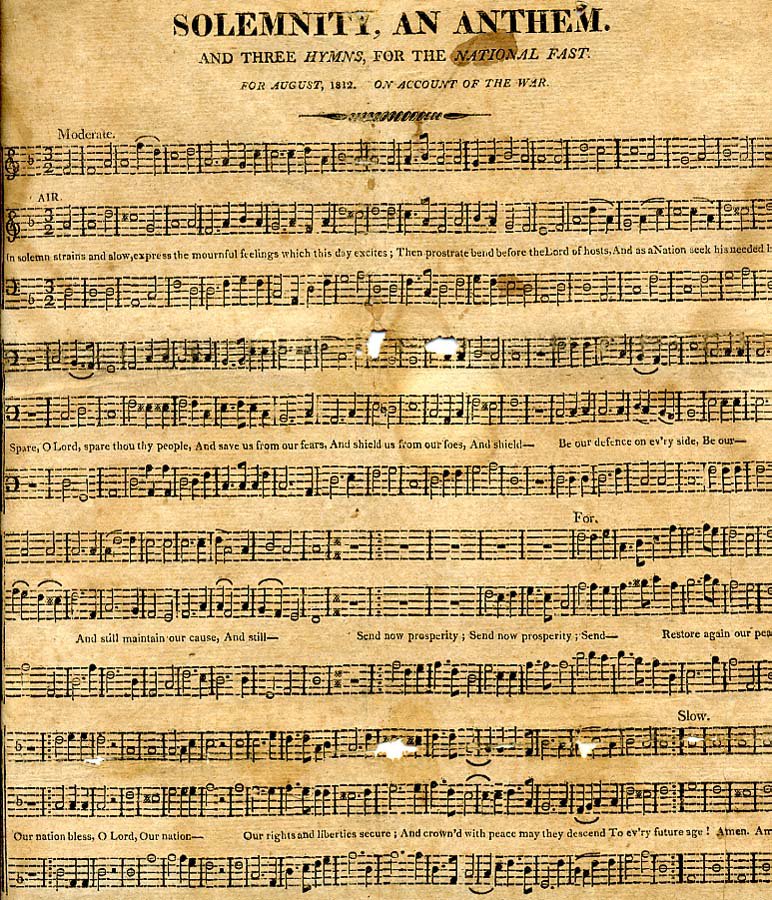 SOLEMNITY, AN ANTHEM.
AND THREE HYMNS, FOR THE NATIONAL FAST.
FOR AUGUST, 1812. ON ACCOUNT OF THE WAR.
Moderate.
AIR.
In solemn strains and slow, express the mournful feelings which this day excites; Then prostrate bend before the Lord of hosts, And as a Nation seek his needed
Spare, O Lord, spare thou thy people, And save us from our fears, And shield us from our foes, And shield— Be our defence on ev'ry side, Be our—
For.
And still maintain our cause, And still— Send now prosperity; Send now prosperity; Send— Restore again our
Slow.
Our nation bless, O Lord, Our nation— Our rights and liberties secure; And crown'd with peace may they descend To ev'ry future age! Amen.